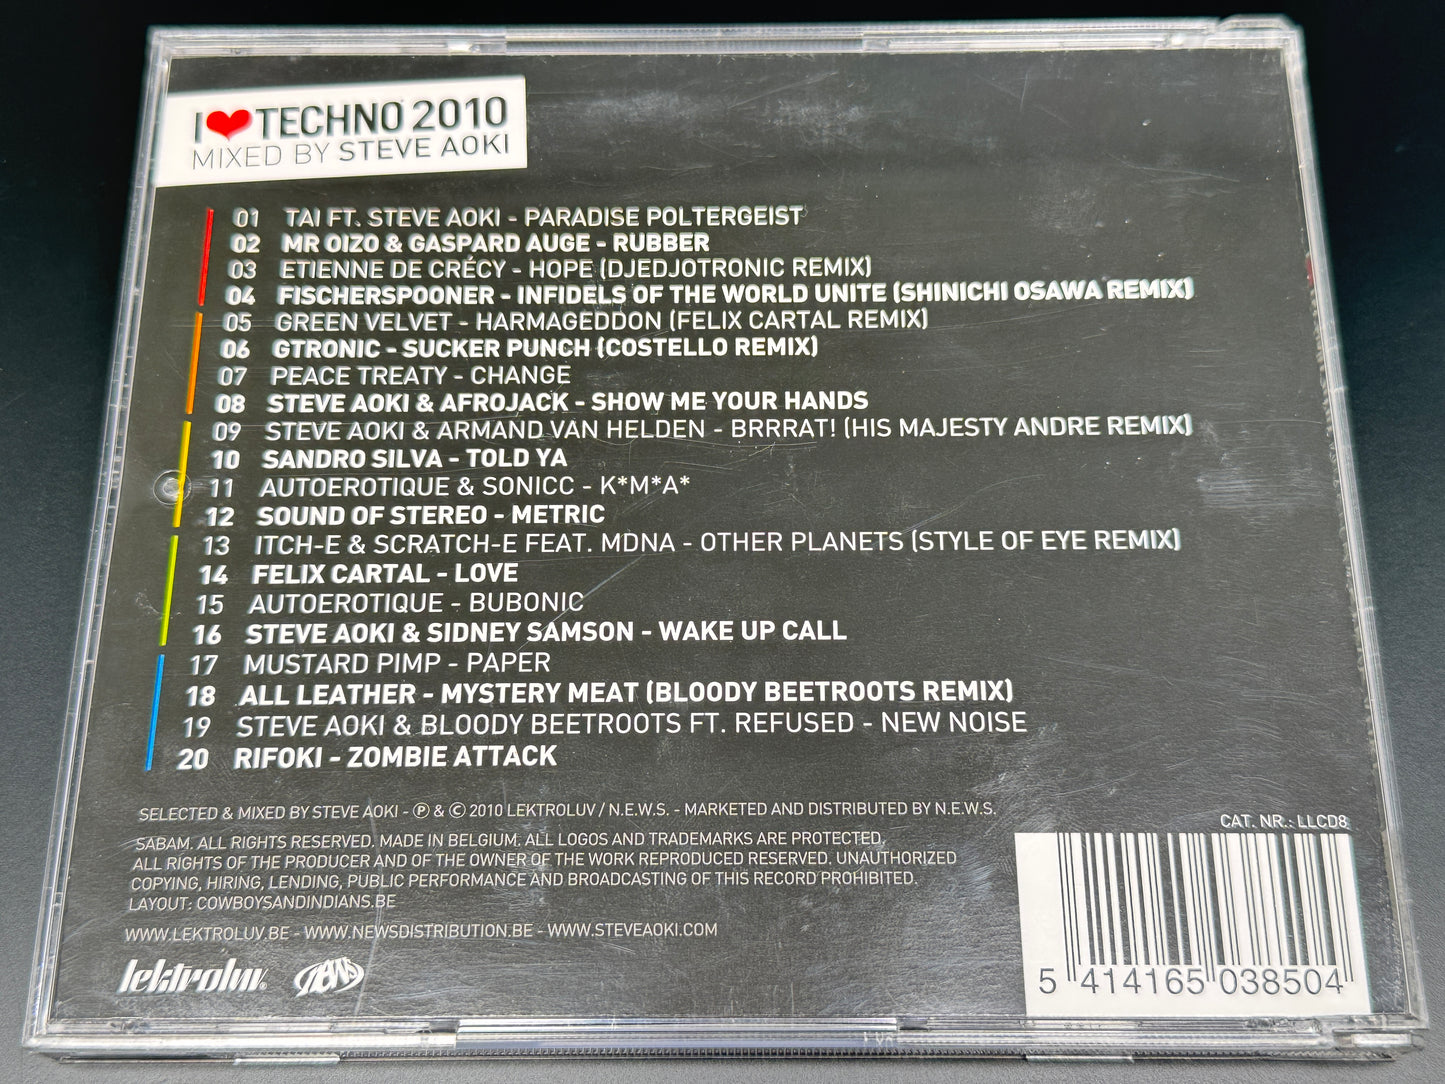 I ❤ TECHNO 2010
MIXED BY STEVE AOKI
01 TAI FT. STEVE AOKI - PARADISE POLTERGEIST
02 MR OIZO & GASPARD AUGE - RUBBER
03 ETIENNE DE CRÉCY - HOPE (DJEDJOTRONIC REMIX)
04 FISCHERSPOONER - INFIDELS OF THE WORLD UNITE (SHINICHI OSAWA REMIX)
05 GREEN VELVET - HARMAGEDDON (FELIX CARTAL REMIX)
06 GTRONIC - SUCKER PUNCH (COSTELLO REMIX)
07 PEACE TREATY - CHANGE
08 STEVE AOKI & AFROJACK - SHOW ME YOUR HANDS
09 STEVE AOKI & ARMAND VAN HELDEN - BRRRAT! (HIS MAJESTY ANDRE REMIX)
10 SANDRO SILVA - TOLD YA
11 AUTOEROTIQUE & SONICC - K*M*A*
12 SOUND OF STEREO - METRIC
13 ITCH-E & SCRATCH-E FEAT. MDNA - OTHER PLANETS (STYLE OF EYE REMIX)
14 FELIX CARTAL - LOVE
15 AUTOEROTIQUE - BUBONIC
16 STEVE AOKI & SIDNEY SAMSON - WAKE UP CALL
17 MUSTARD PIMP - PAPER
18 ALL LEATHER - MYSTERY MEAT (BLOODY BEETROOTS REMIX)
19 STEVE AOKI & BLOODY BEETROOTS FT. REFUSED - NEW NOISE
20 RIFOKI - ZOMBIE ATTACK
SELECTED & MIXED BY STEVE AOKI - ℗ & © 2010 LEKTROLUV / N.E.W.S. - MARKETED AND DISTRIBUTED BY N.E.W.S.
SABAM. ALL RIGHTS RESERVED. MADE IN BELGIUM. ALL LOGOS AND TRADEMARKS ARE PROTECTED.
ALL RIGHTS OF THE PRODUCER AND OF THE OWNER OF THE WORK REPRODUCED RESERVED. UNAUTHORIZED
COPYING, HIRING, LENDING, PUBLIC PERFORMANCE AND BROADCASTING OF THIS RECORD PROHIBITED.
LAYOUT: COWBOYSANDINDIANS.BE
WWW.LEKTROLUV.BE - WWW.NEWSDISTRIBUTION.BE - WWW.STEVEAOKI.COM
lektroluv®
NEWS
CAT. NR.: LLCD8
5 414165 038504